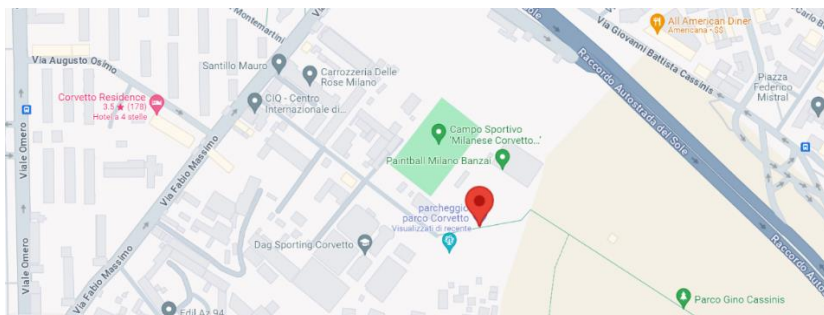 Montemartini
All American Diner
Americana · $$
Via Giovanni Battista Cassinis
Via Augusto Osimo
Santillo Mauro
Carrozzeria Delle
Rose Milano
Raccordo Autostrada del Sole
Piazza
Federico
Mistral
Corvetto Residence
3.5 ★ (178)
Hotel a 4 stelle
CIQ - Centro
Internazionale di...
Campo Sportivo
'Milanese Corvetto...'
Paintball Milano Banzai
Viale Omero
Via Fabio Massimo
parcheggio
parco Corvetto
Visualizzati di recente
Dag Sporting Corvetto
Viale Omero
Via Fabio Massimo
Raccordo Auto
Parco Gino Cassinis
Edil Az 94